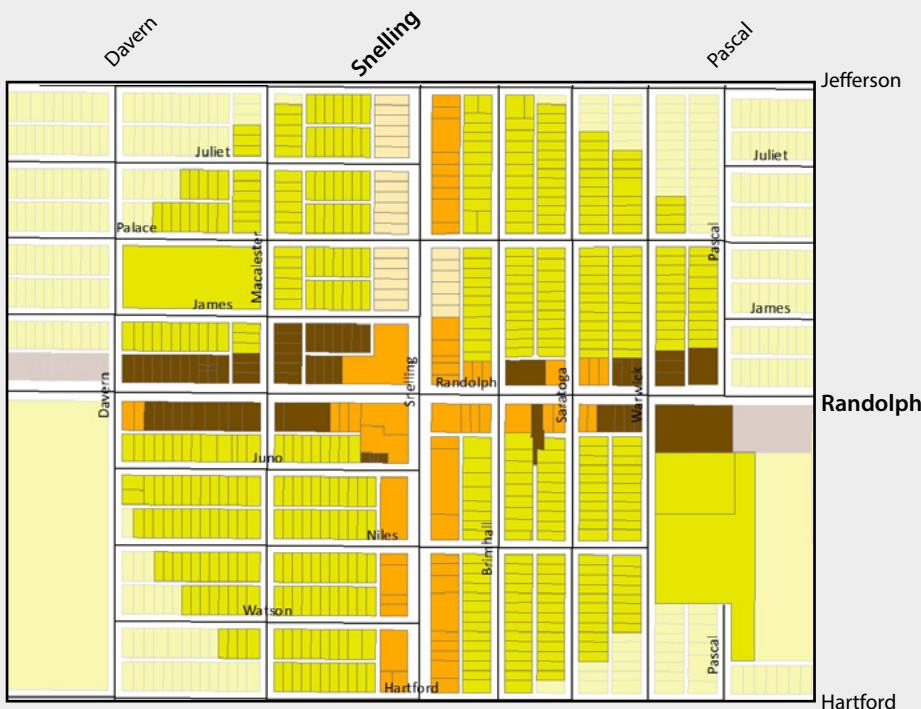 Davern
Snelling
Pascal
Jefferson
Juliet
Juliet
Palace
Macalester
Pascal
James
James
Davern
Snelling
Randolph
Saratoga
Warwick
Randolph
Juno
Niles
Brimhall
Watson
Pascal
Hartford
Hartford